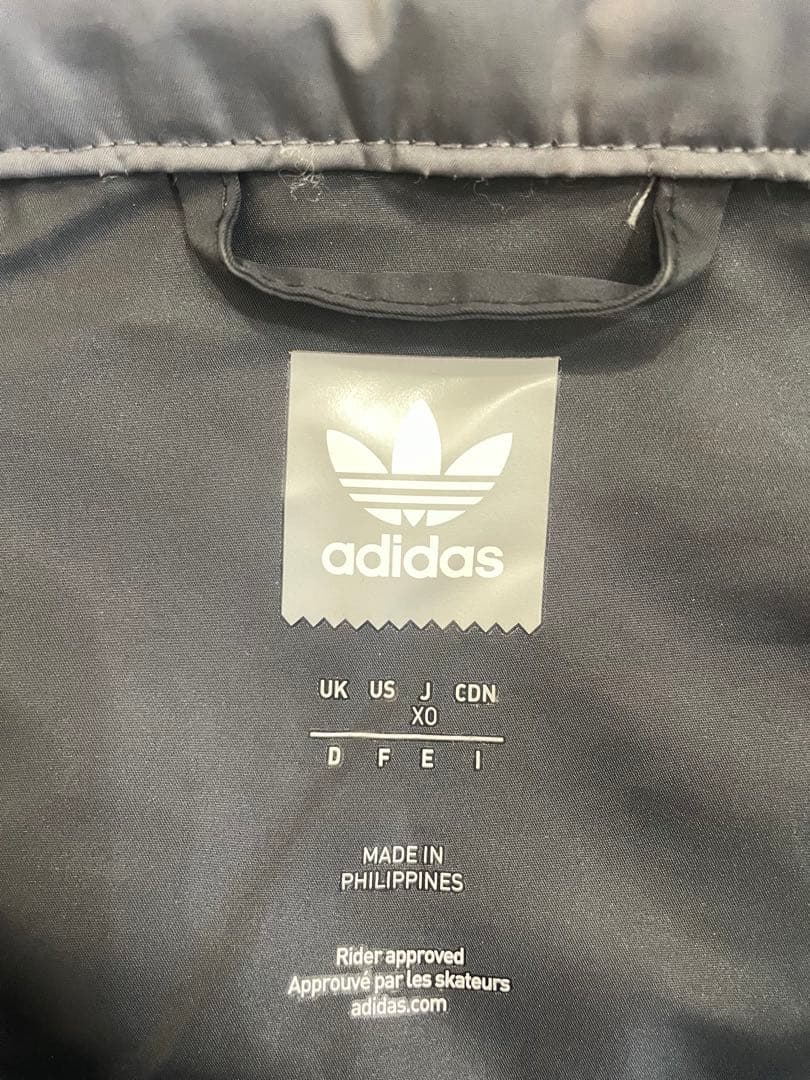 adidas
UK US J CDN
XO
D F E I
MADE IN
PHILIPPINES
Rider approved
Approuvé par les skateurs
adidas.com